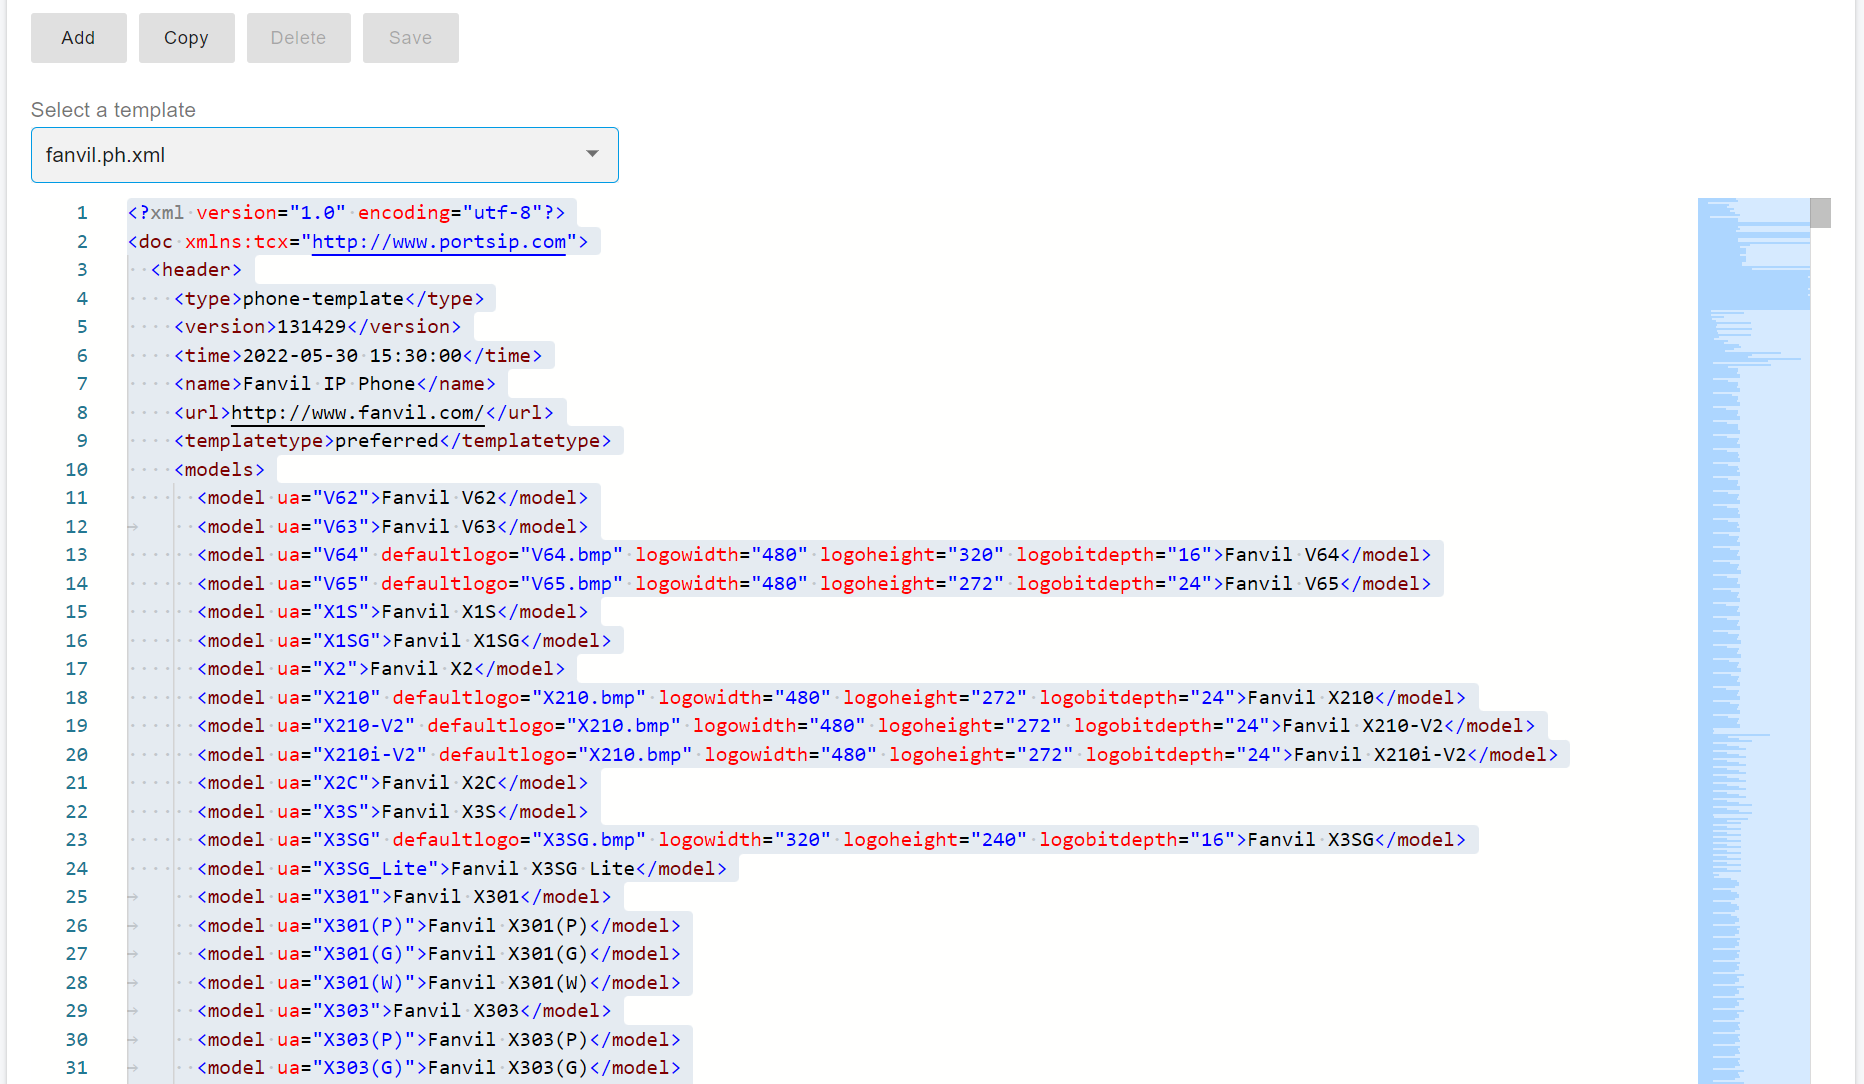 Add Copy Delete Save
Select a template
fanvil.ph.xml
1 <?xml version="1.0" encoding="utf-8"?>
2 <doc xmlns:tcx="http://www.portsip.com">
3 <header>
4 <type>phone-template</type>
5 <version>131429</version>
6 <time>2022-05-30 15:30:00</time>
7 <name>Fanvil IP Phone</name>
8 <url>http://www.fanvil.com/</url>
9 <templatetype>preferred</templatetype>
10 <models>
11 <model ua="V62">Fanvil V62</model>
12 <model ua="V63">Fanvil V63</model>
13 <model ua="V64" defaultlogo="V64.bmp" logowidth="480" logoheight="320" logobitdepth="16">Fanvil V64</model>
14 <model ua="V65" defaultlogo="V65.bmp" logowidth="480" logoheight="272" logobitdepth="24">Fanvil V65</model>
15 <model ua="X1S">Fanvil X1S</model>
16 <model ua="X1SG">Fanvil X1SG</model>
17 <model ua="X2">Fanvil X2</model>
18 <model ua="X210" defaultlogo="X210.bmp" logowidth="480" logoheight="272" logobitdepth="24">Fanvil X210</model>
19 <model ua="X210-V2" defaultlogo="X210.bmp" logowidth="480" logoheight="272" logobitdepth="24">Fanvil X210-V2</model>
20 <model ua="X210i-V2" defaultlogo="X210.bmp" logowidth="480" logoheight="272" logobitdepth="24">Fanvil X210i-V2</model>
21 <model ua="X2C">Fanvil X2C</model>
22 <model ua="X3S">Fanvil X3S</model>
23 <model ua="X3SG" defaultlogo="X3SG.bmp" logowidth="320" logoheight="240" logobitdepth="16">Fanvil X3SG</model>
24 <model ua="X3SG_Lite">Fanvil X3SG Lite</model>
25 <model ua="X301">Fanvil X301</model>
26 <model ua="X301(P)">Fanvil X301(P)</model>
27 <model ua="X301(G)">Fanvil X301(G)</model>
28 <model ua="X301(W)">Fanvil X301(W)</model>
29 <model ua="X303">Fanvil X303</model>
30 <model ua="X303(P)">Fanvil X303(P)</model>
31 <model ua="X303(G)">Fanvil X303(G)</model>